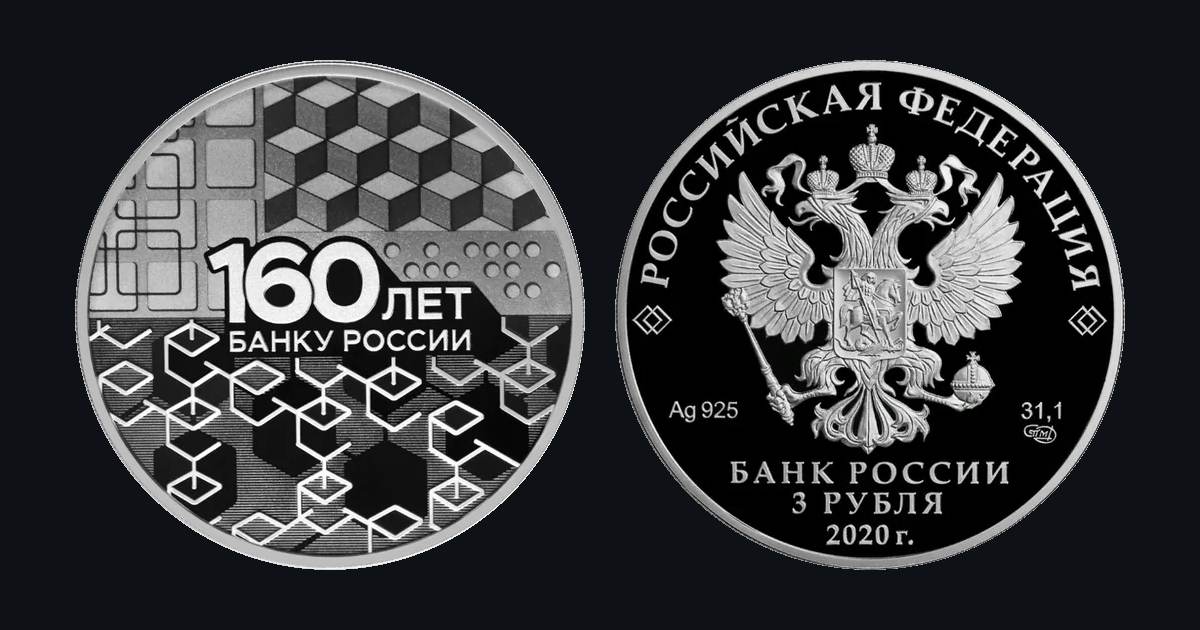 160 ЛЕТ
БАНКУ РОССИИ
РОССИЙСКАЯ ФЕДЕРАЦИЯ
Ag 925
31,1
БАНК РОССИИ
3 РУБЛЯ
2020 г.